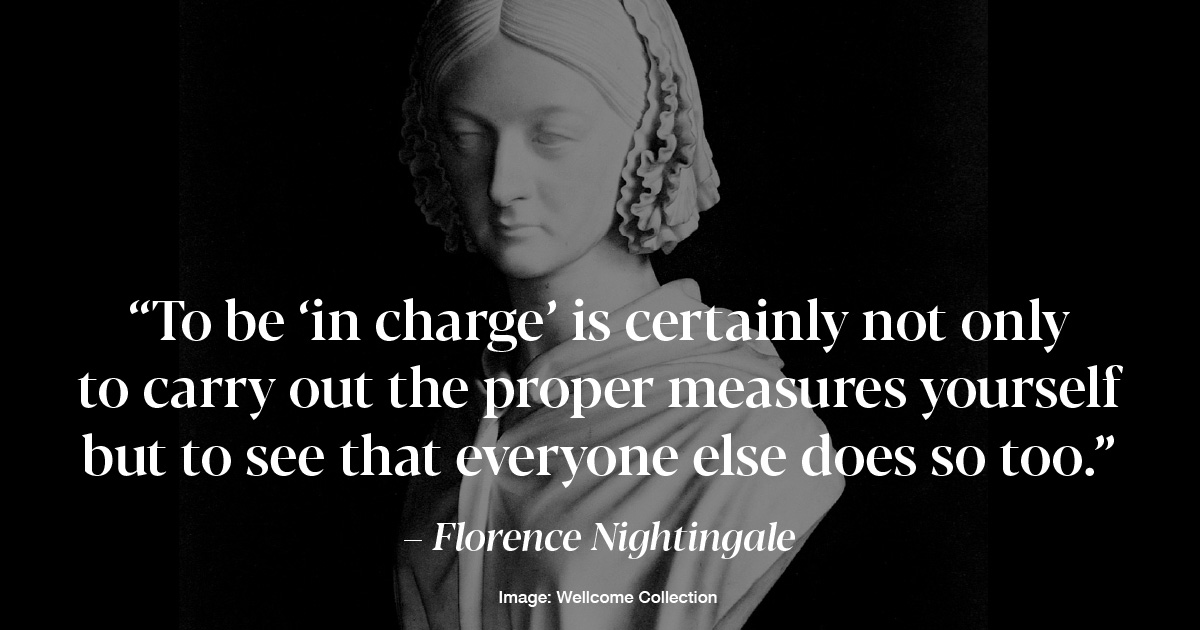 “To be ‘in charge’ is certainly not only
to carry out the proper measures yourself
but to see that everyone else does so too.”
– Florence Nightingale
Image: Wellcome Collection